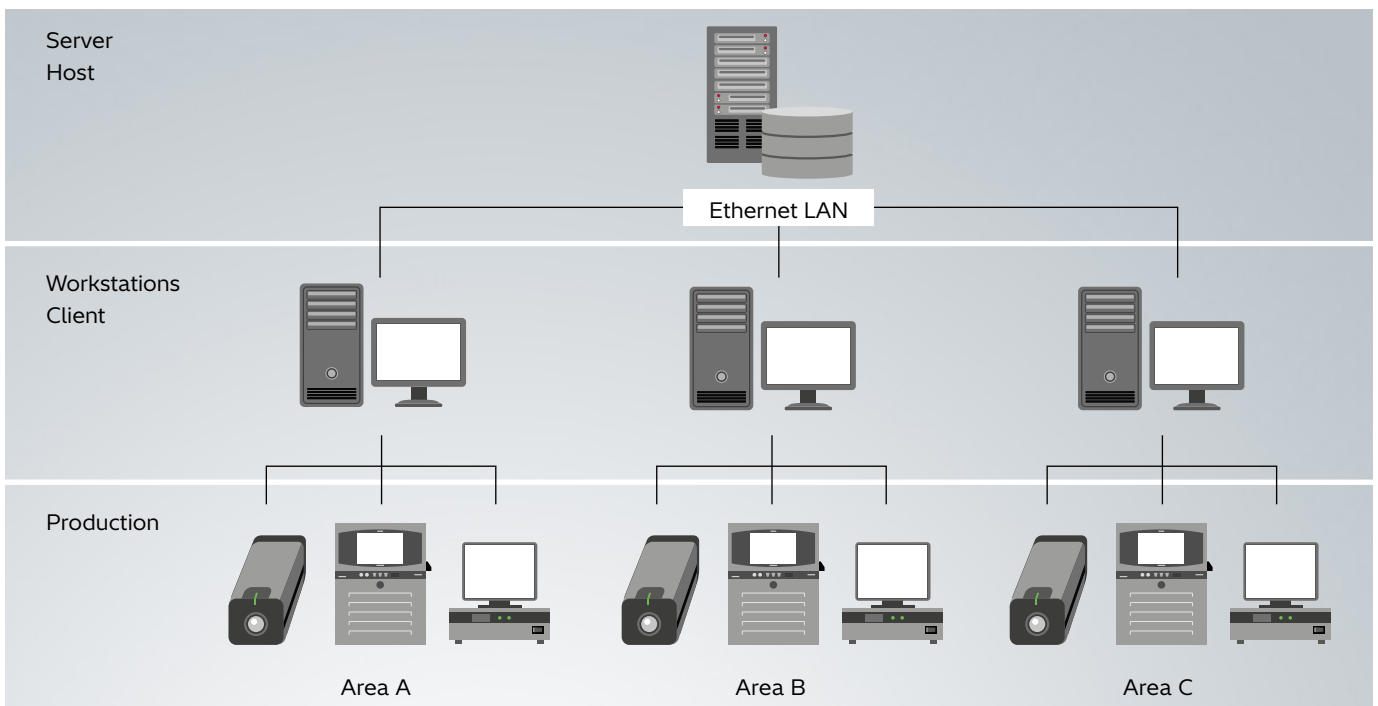 Server
Host
Ethernet LAN
Workstations
Client
Production
Area A
Area B
Area C